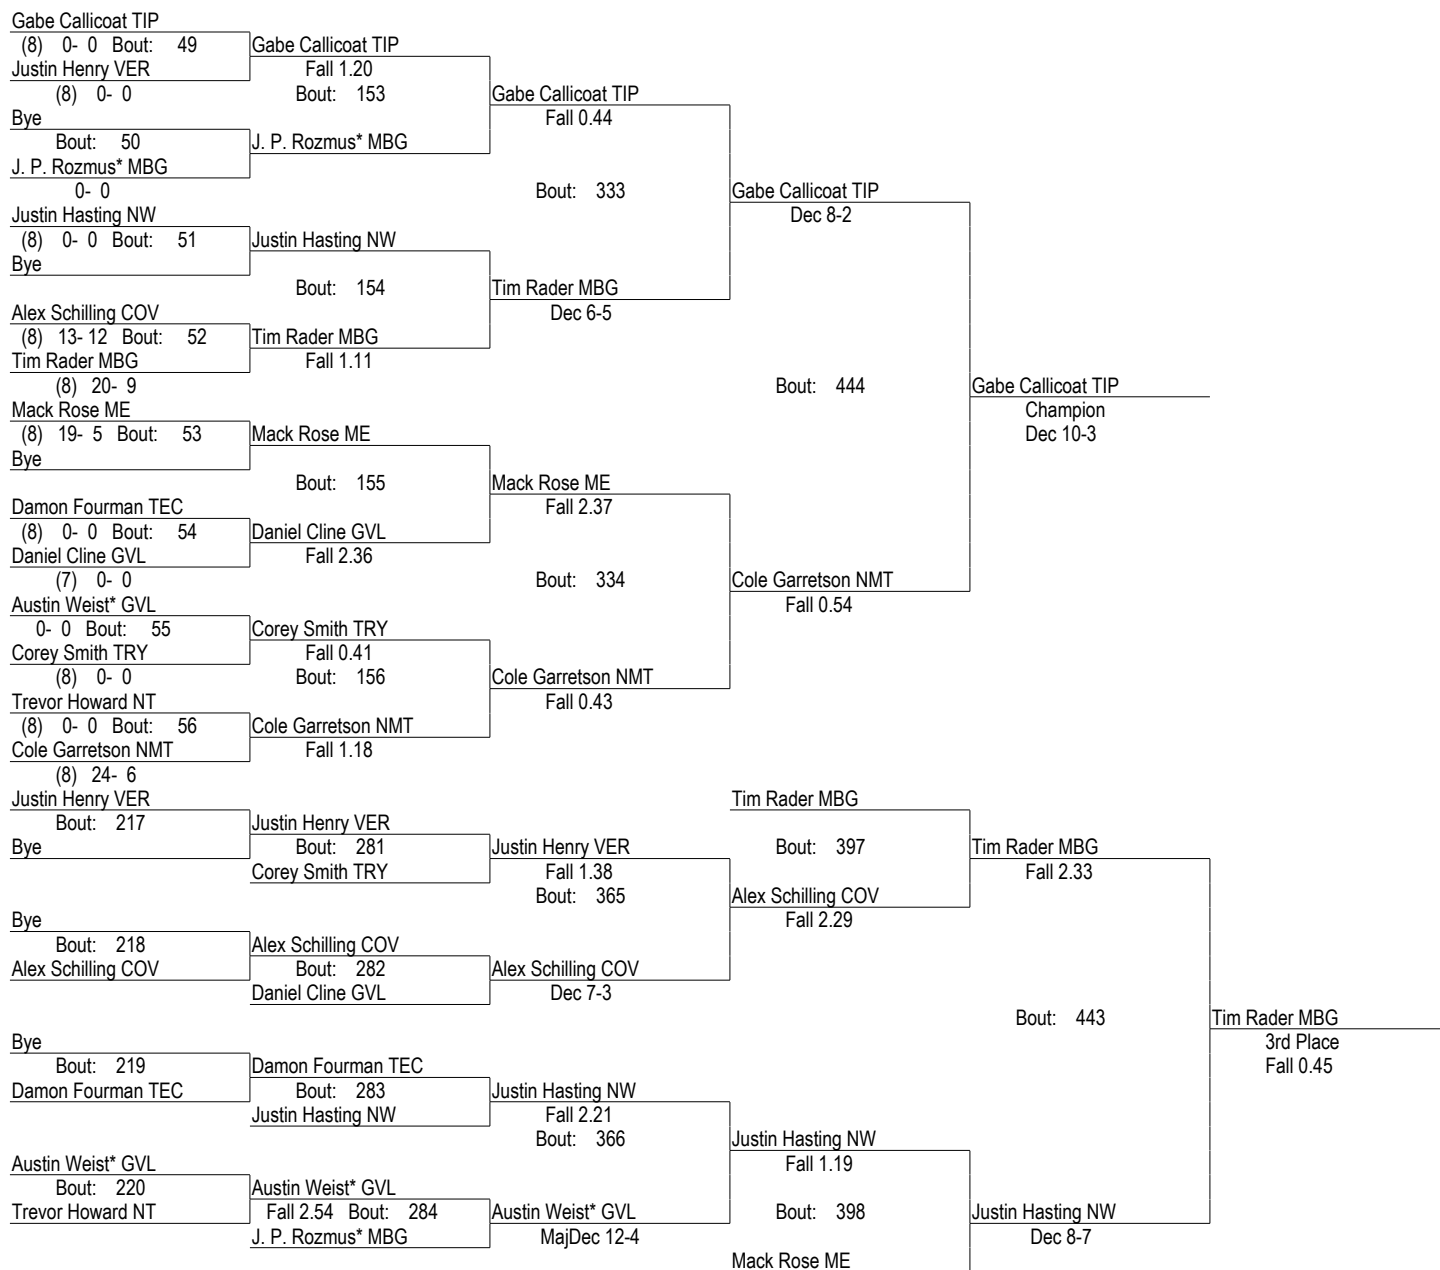 Gabe Callicoat TIP
(8) 0- 0 Bout: 49 Gabe Callicoat TIP
Justin Henry VER Fall 1.20
(8) 0- 0 Bout: 153 Gabe Callicoat TIP
Bye Fall 0.44
Bout: 50 J. P. Rozmus* MBG
J. P. Rozmus* MBG
0- 0 Bout: 333 Gabe Callicoat TIP
Justin Hasting NW Dec 8-2
(8) 0- 0 Bout: 51 Justin Hasting NW
Bye
Bout: 154 Tim Rader MBG
Alex Schilling COV Dec 6-5
(8) 13- 12 Bout: 52 Tim Rader MBG
Tim Rader MBG Fall 1.11
(8) 20- 9 Bout: 444 Gabe Callicoat TIP
Mack Rose ME Champion
(8) 19- 5 Bout: 53 Mack Rose ME Dec 10-3
Bye
Bout: 155 Mack Rose ME
Damon Fourman TEC Fall 2.37
(8) 0- 0 Bout: 54 Daniel Cline GVL
Daniel Cline GVL Fall 2.36
(7) 0- 0 Bout: 334 Cole Garretson NMT
Austin Weist* GVL Fall 0.54
0- 0 Bout: 55 Corey Smith TRY
Corey Smith TRY Fall 0.41
(8) 0- 0 Bout: 156 Cole Garretson NMT
Trevor Howard NT Fall 0.43
(8) 0- 0 Bout: 56 Cole Garretson NMT
Cole Garretson NMT Fall 1.18
(8) 24- 6
Justin Henry VER Tim Rader MBG
Bout: 217 Justin Henry VER
Bye Bout: 281 Justin Henry VER Bout: 397 Tim Rader MBG
Corey Smith TRY Fall 1.38 Fall 2.33
Bout: 365 Alex Schilling COV
Bye Fall 2.29
Bout: 218 Alex Schilling COV
Alex Schilling COV Bout: 282 Alex Schilling COV
Daniel Cline GVL Dec 7-3
Bout: 443 Tim Rader MBG
Bye 3rd Place
Bout: 219 Damon Fourman TEC Fall 0.45
Damon Fourman TEC Bout: 283 Justin Hasting NW
Justin Hasting NW Fall 2.21
Bout: 366 Justin Hasting NW
Austin Weist* GVL Fall 1.19
Bout: 220 Austin Weist* GVL
Trevor Howard NT Fall 2.54 Bout: 284 Austin Weist* GVL Bout: 398 Justin Hasting NW
J. P. Rozmus* MBG MajDec 12-4 Dec 8-7
Mack Rose ME